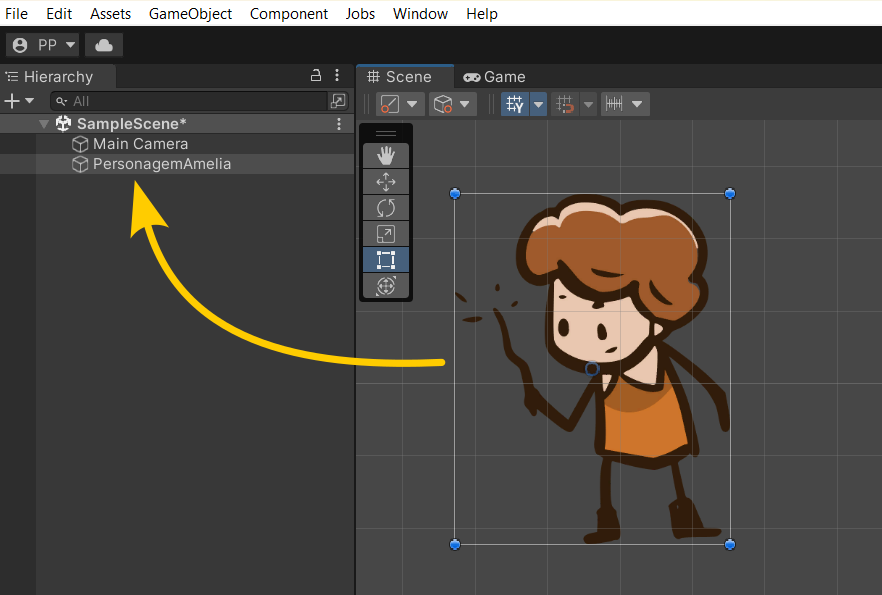 File Edit Assets GameObject Component Jobs Window Help
PP
Hierarchy
All
SampleScene*
Main Camera
PersonagemAmelia
Scene Game